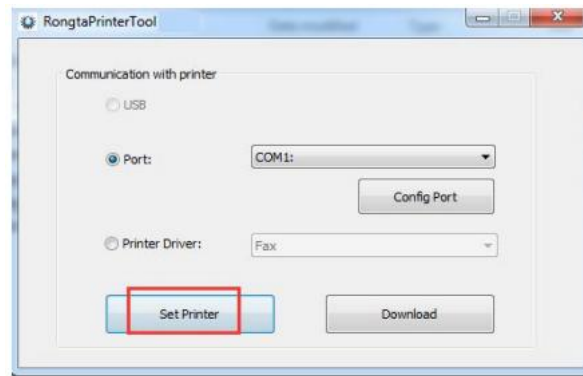 RongtaPrinterTool
Communication with printer
USB
Port:
COM1:
Config Port
Printer Driver:
Fax
Set Printer
Download